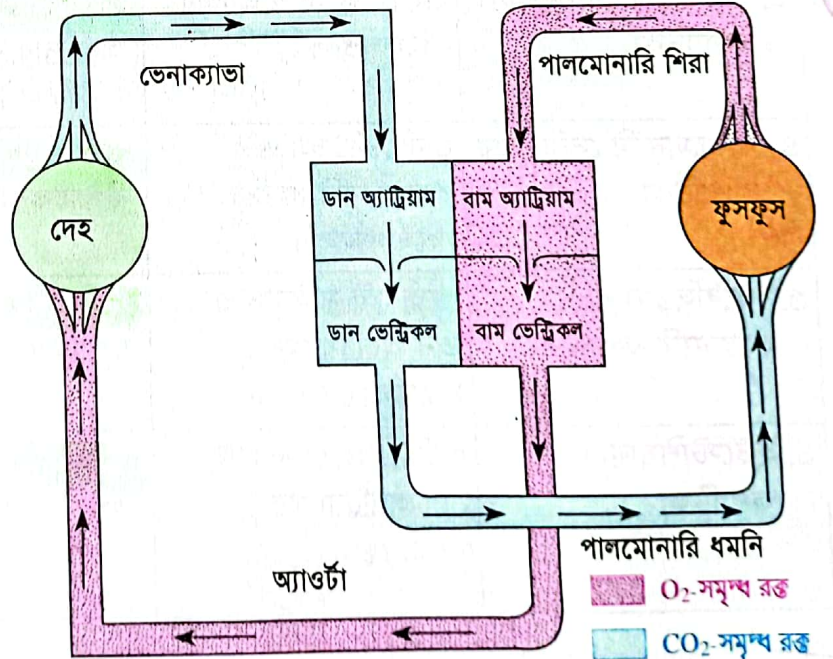 ভেনাক্যাভা
পালমোনারি শিরা
ডান অ্যাট্রিয়াম
বাম অ্যাট্রিয়াম
দেহ
ফুসফুস
ডান ভেন্ট্রিকল
বাম ভেন্ট্রিকল
পালমোনারি ধমনি
অ্যাওর্টা
O₂-সমৃদ্ধ রক্ত
CO₂-সমৃদ্ধ রক্ত